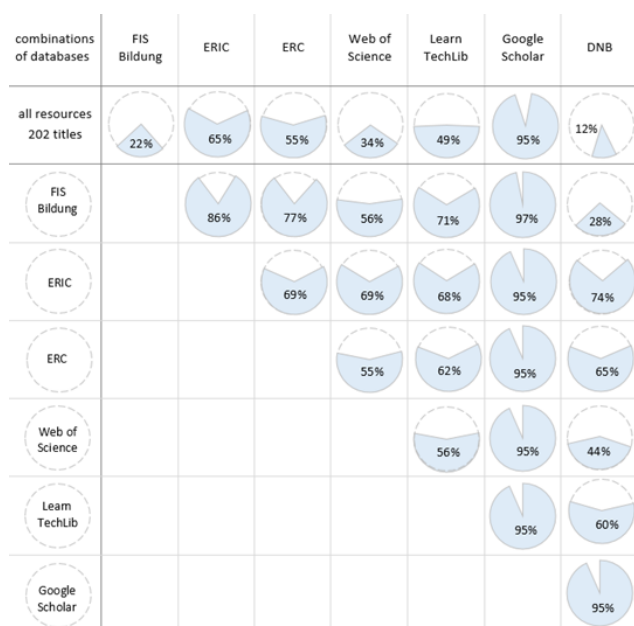 combinations
of databases
FIS
Bildung
ERIC
ERC
Web of
Science
Learn
TechLib
Google
Scholar
DNB
all resources
202 titles
22%
65%
55%
34%
49%
95%
12%
FIS
Bildung
86%
77%
56%
71%
97%
28%
ERIC
69%
69%
68%
95%
74%
ERC
55%
62%
95%
65%
Web of
Science
56%
95%
44%
Learn
TechLib
95%
60%
Google
Scholar
95%